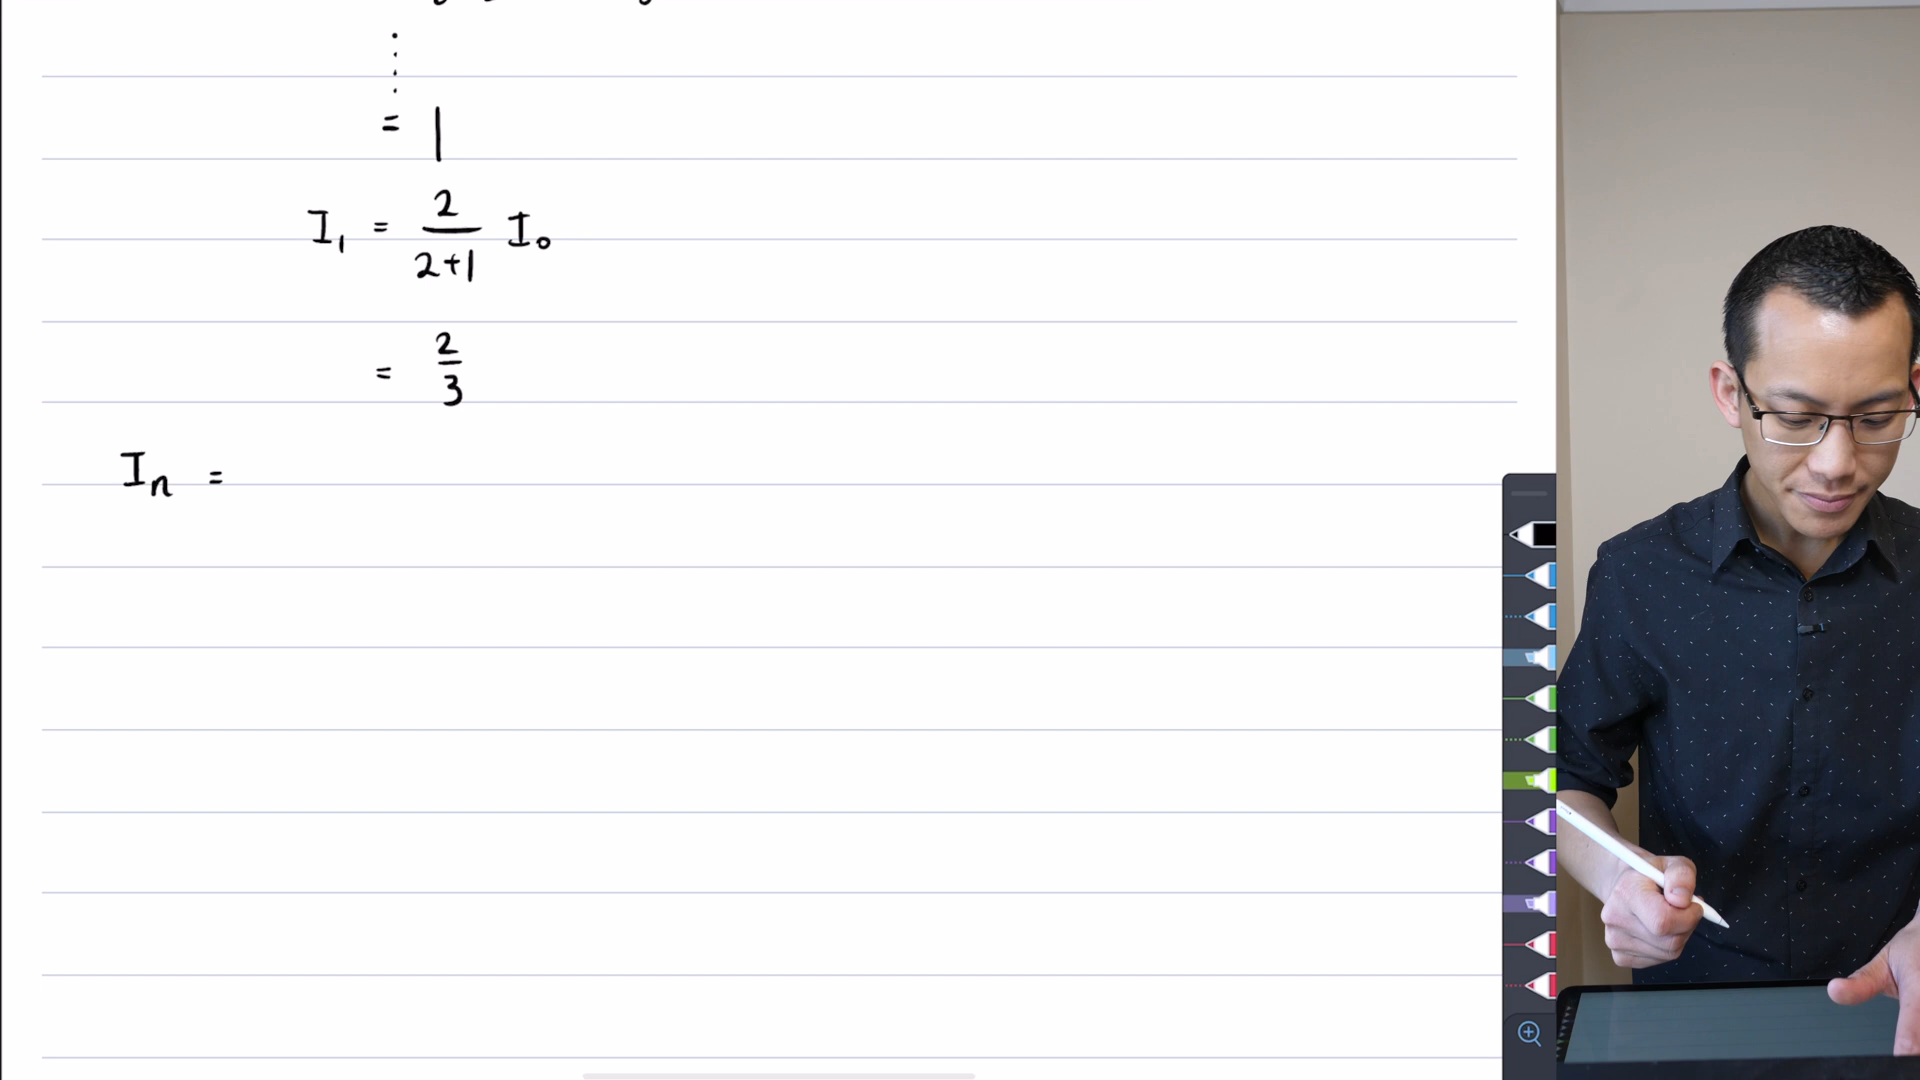 = 1
I₁ = 2/(2+1) I₀
= 2/3
Iₙ =